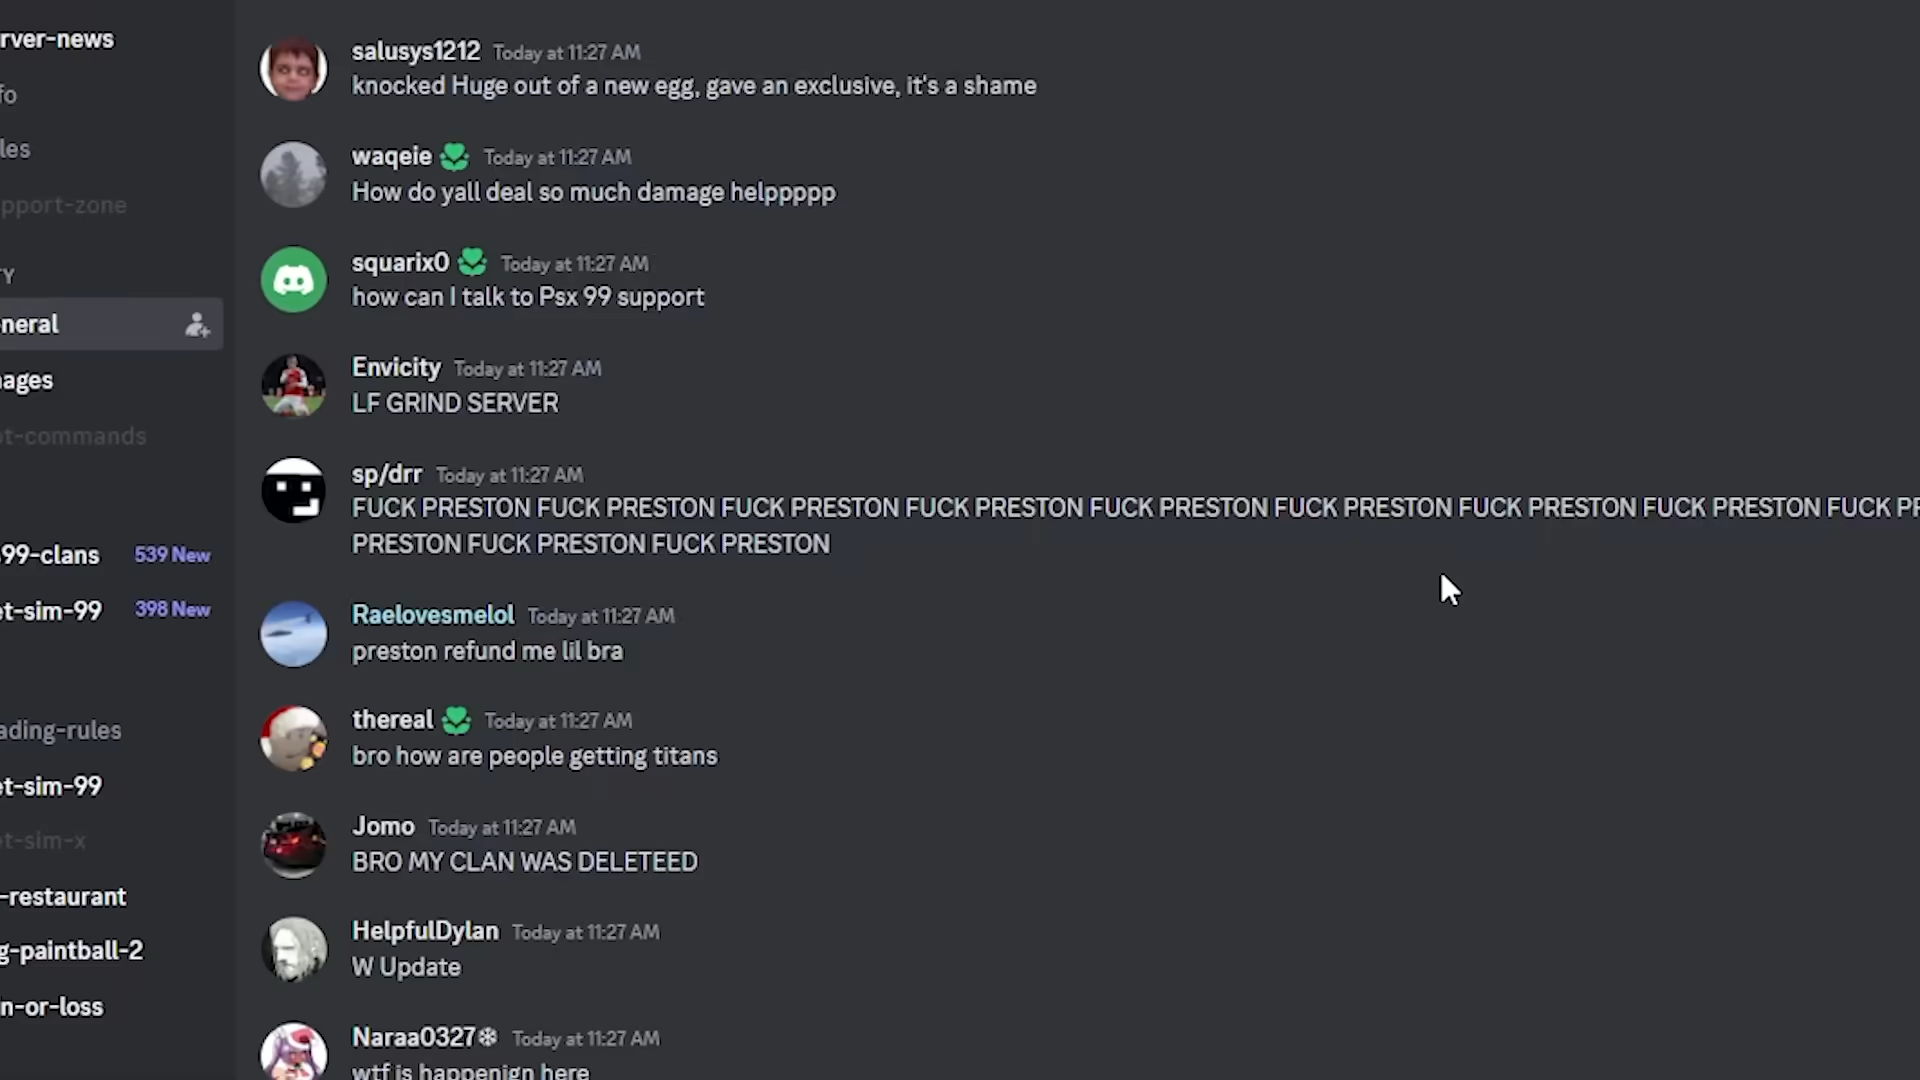 rver-news
fo
les
pport-zone
TY
neral
ages
ot-commands
99-clans 539 New
et-sim-99 398 New
ading-rules
et-sim-99
et-sim-x
-restaurant
g-paintball-2
n-or-loss
salusys1212 Today at 11:27 AM
knocked Huge out of a new egg, gave an exclusive, it's a shame
waqeie Today at 11:27 AM
How do yall deal so much damage helppppp
squarix0 Today at 11:27 AM
how can I talk to Psx 99 support
Envicity Today at 11:27 AM
LF GRIND SERVER
sp/drr Today at 11:27 AM
FUCK PRESTON FUCK PRESTON FUCK PRESTON FUCK PRESTON FUCK PRESTON FUCK PRESTON FUCK PRESTON FUCK PRESTON FUCK PR
PRESTON FUCK PRESTON FUCK PRESTON
Raelovesmelol Today at 11:27 AM
preston refund me lil bra
thereal Today at 11:27 AM
bro how are people getting titans
Jomo Today at 11:27 AM
BRO MY CLAN WAS DELETEED
HelpfulDylan Today at 11:27 AM
W Update
Naraa0327❄ Today at 11:27 AM
wtf is happenign here